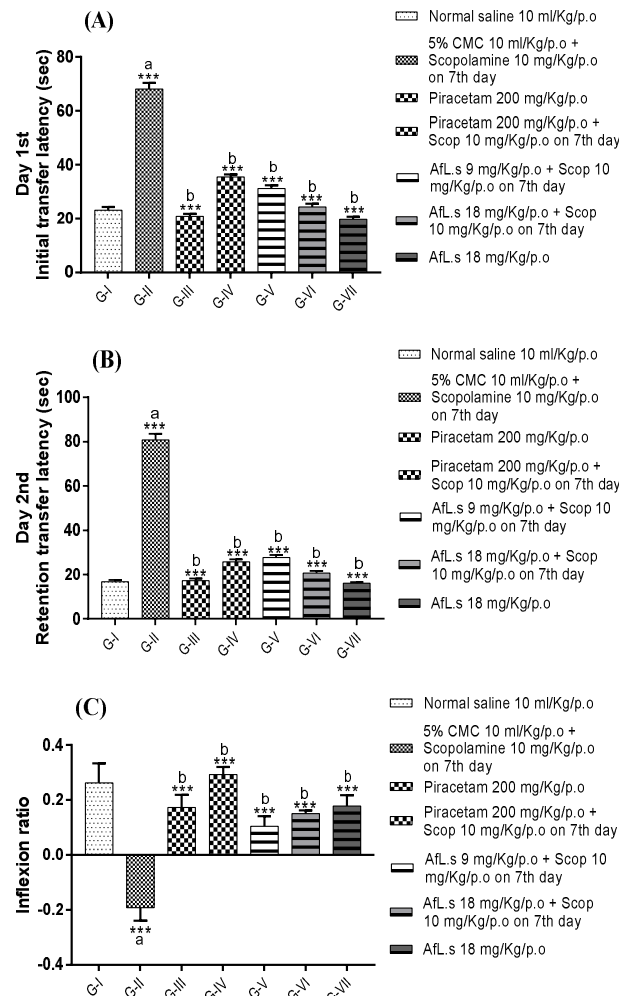 (A)
Day 1st
Initial transfer latency (sec)
80
60
40
20
0
a
***
b
***
b
***
b
***
b
***
b
***
G-I
G-II
G-III
G-IV
G-V
G-VI
G-VII
Normal saline 10 ml/Kg/p.o
5% CMC 10 ml/Kg/p.o +
Scopolamine 10 mg/Kg/p.o
on 7th day
Piracetam 200 mg/Kg/p.o
Piracetam 200 mg/Kg/p.o +
Scop 10 mg/Kg/p.o on 7th day
AfL.s 9 mg/Kg/p.o + Scop 10
mg/Kg/p.o on 7th day
AfL.s 18 mg/Kg/p.o + Scop
10 mg/Kg/p.o on 7th day
AfL.s 18 mg/Kg/p.o
(B)
Day 2nd
Retention transfer latency (sec)
100
80
60
40
20
0
a
***
b
***
b
***
b
***
b
***
b
***
G-I
G-II
G-III
G-IV
G-V
G-VI
G-VII
Normal saline 10 ml/Kg/p.o
5% CMC 10 ml/Kg/p.o +
Scopolamine 10 mg/Kg/p.o
on 7th day
Piracetam 200 mg/Kg/p.o
Piracetam 200 mg/Kg/p.o +
Scop 10 mg/Kg/p.o on 7th day
AfL.s 9 mg/Kg/p.o + Scop 10
mg/Kg/p.o on 7th day
AfL.s 18 mg/Kg/p.o + Scop
10 mg/Kg/p.o on 7th day
AfL.s 18 mg/Kg/p.o
(C)
Inflexion ratio
0.4
0.2
0.0
-0.2
-0.4
***
a
b
***
b
***
b
***
b
***
b
***
G-I
G-II
G-III
G-IV
G-V
G-VI
G-VII
Normal saline 10 ml/Kg/p.o
5% CMC 10 ml/Kg/p.o +
Scopolamine 10 mg/Kg/p.o
on 7th day
Piracetam 200 mg/Kg/p.o
Piracetam 200 mg/Kg/p.o +
Scop 10 mg/Kg/p.o on 7th day
AfL.s 9 mg/Kg/p.o + Scop 10
mg/Kg/p.o on 7th day
AfL.s 18 mg/Kg/p.o + Scop
10 mg/Kg/p.o on 7th day
AfL.s 18 mg/Kg/p.o